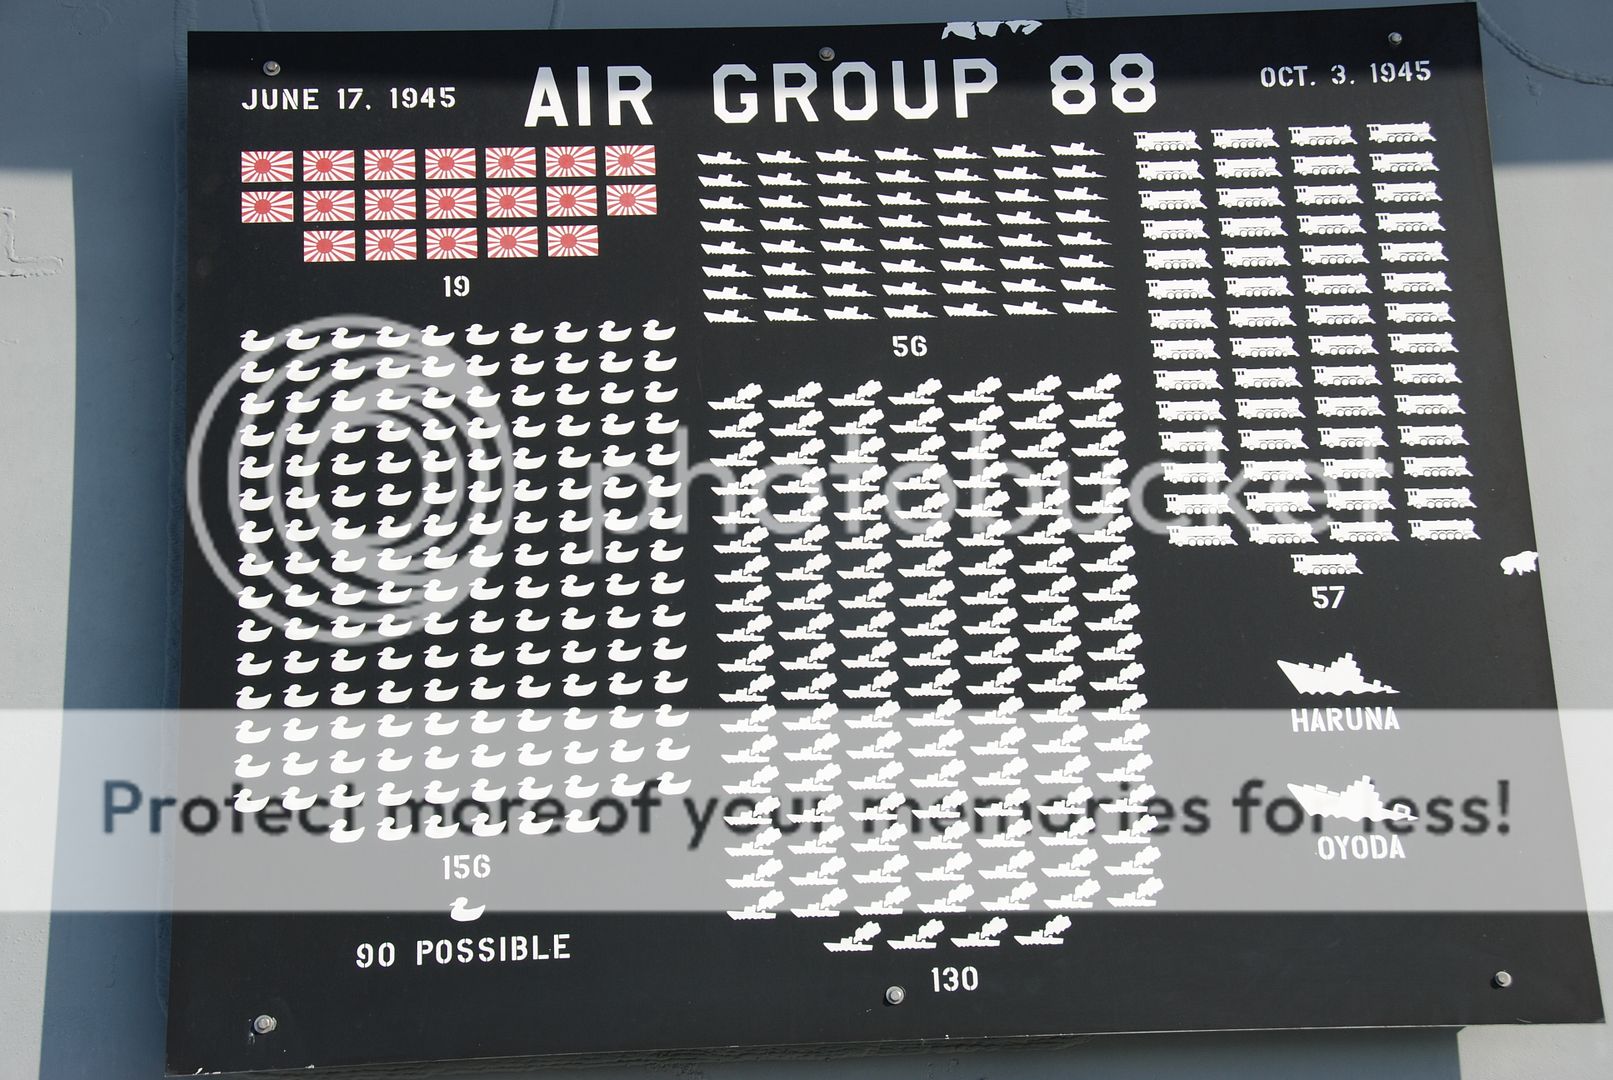 AIR GROUP 88
JUNE 17, 1945
OCT. 3, 1945
19
56
57
HARUNA
OYODA
156
90 POSSIBLE
130
photobucket
Protect more of your memories for less!